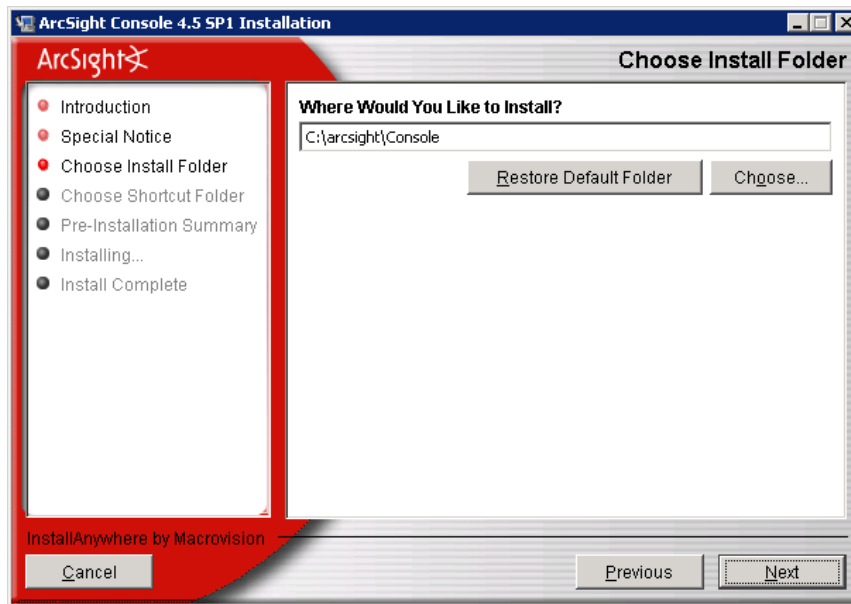 ArcSight Console 4.5 SP1 Installation
ArcSight
Choose Install Folder
Introduction
Special Notice
Choose Install Folder
Choose Shortcut Folder
Pre-Installation Summary
Installing...
Install Complete
Where Would You Like to Install?
C:\arcsight\Console
Restore Default Folder
Choose...
InstallAnywhere by Macrovision
Cancel
Previous
Next